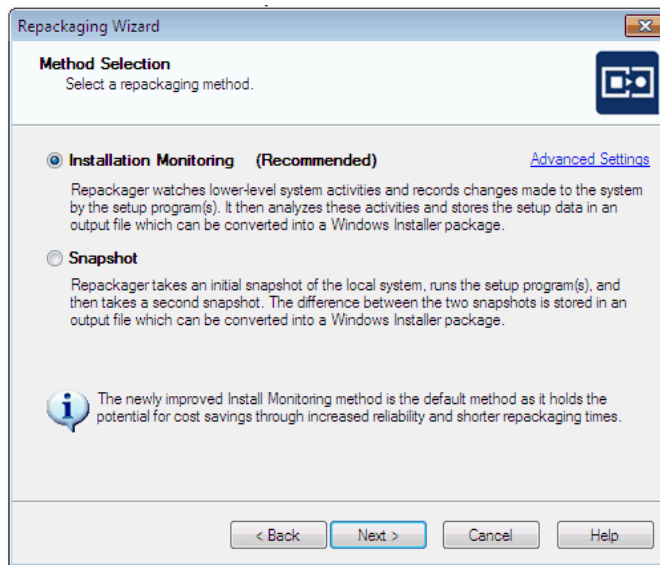 Repackaging Wizard
Method Selection
Select a repackaging method.
Installation Monitoring (Recommended)
Advanced Settings
Repackager watches lower-level system activities and records changes made to the system
by the setup program(s). It then analyzes these activities and stores the setup data in an
output file which can be converted into a Windows Installer package.
Snapshot
Repackager takes an initial snapshot of the local system, runs the setup program(s), and
then takes a second snapshot. The difference between the two snapshots is stored in an
output file which can be converted into a Windows Installer package.
The newly improved Install Monitoring method is the default method as it holds the
potential for cost savings through increased reliability and shorter repackaging times.
< Back
Next >
Cancel
Help